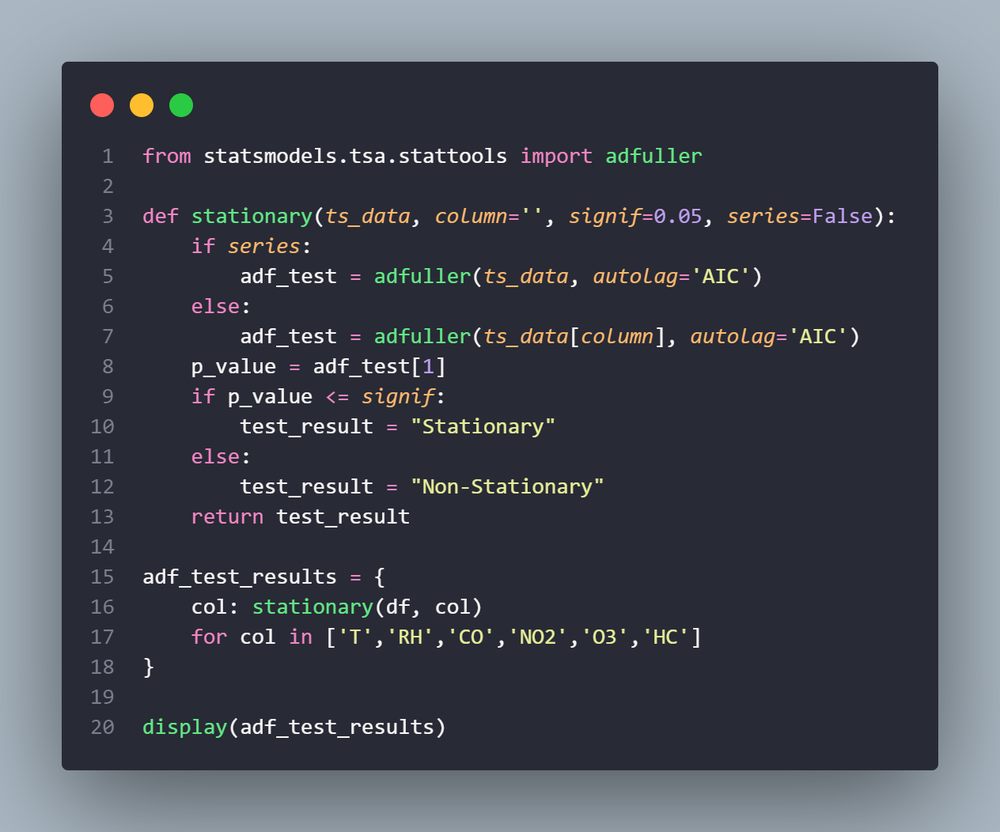 1 from statsmodels.tsa.stattools import adfuller
2
3 def stationary(ts_data, column='', signif=0.05, series=False):
4     if series:
5         adf_test = adfuller(ts_data, autolag='AIC')
6     else:
7         adf_test = adfuller(ts_data[column], autolag='AIC')
8     p_value = adf_test[1]
9     if p_value <= signif:
10         test_result = "Stationary"
11     else:
12         test_result = "Non-Stationary"
13     return test_result
14
15 adf_test_results = {
16     col: stationary(df, col)
17     for col in ['T','RH','CO','NO2','O3','HC']
18 }
19
20 display(adf_test_results)